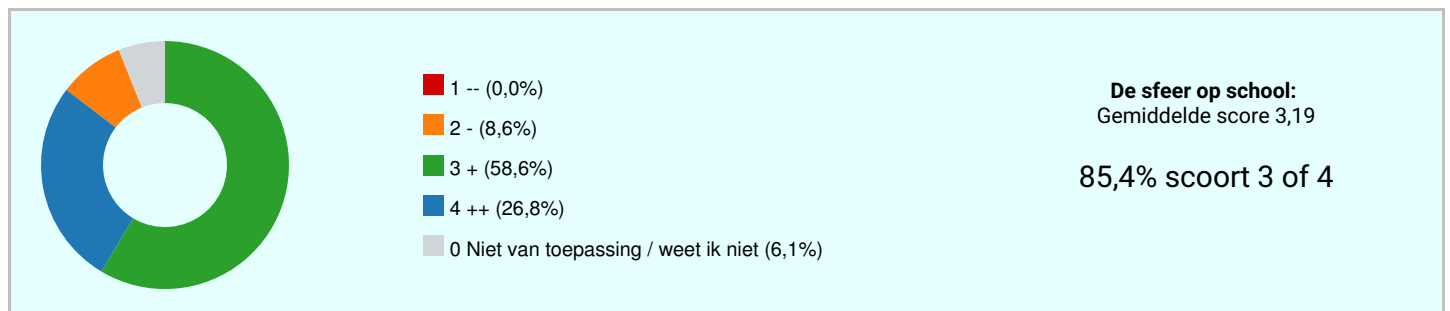 1 -- (0,0%)
2 - (8,6%)
3 + (58,6%)
4 ++ (26,8%)
0 Niet van toepassing / weet ik niet (6,1%)
De sfeer op school:
Gemiddelde score 3,19
85,4% scoort 3 of 4